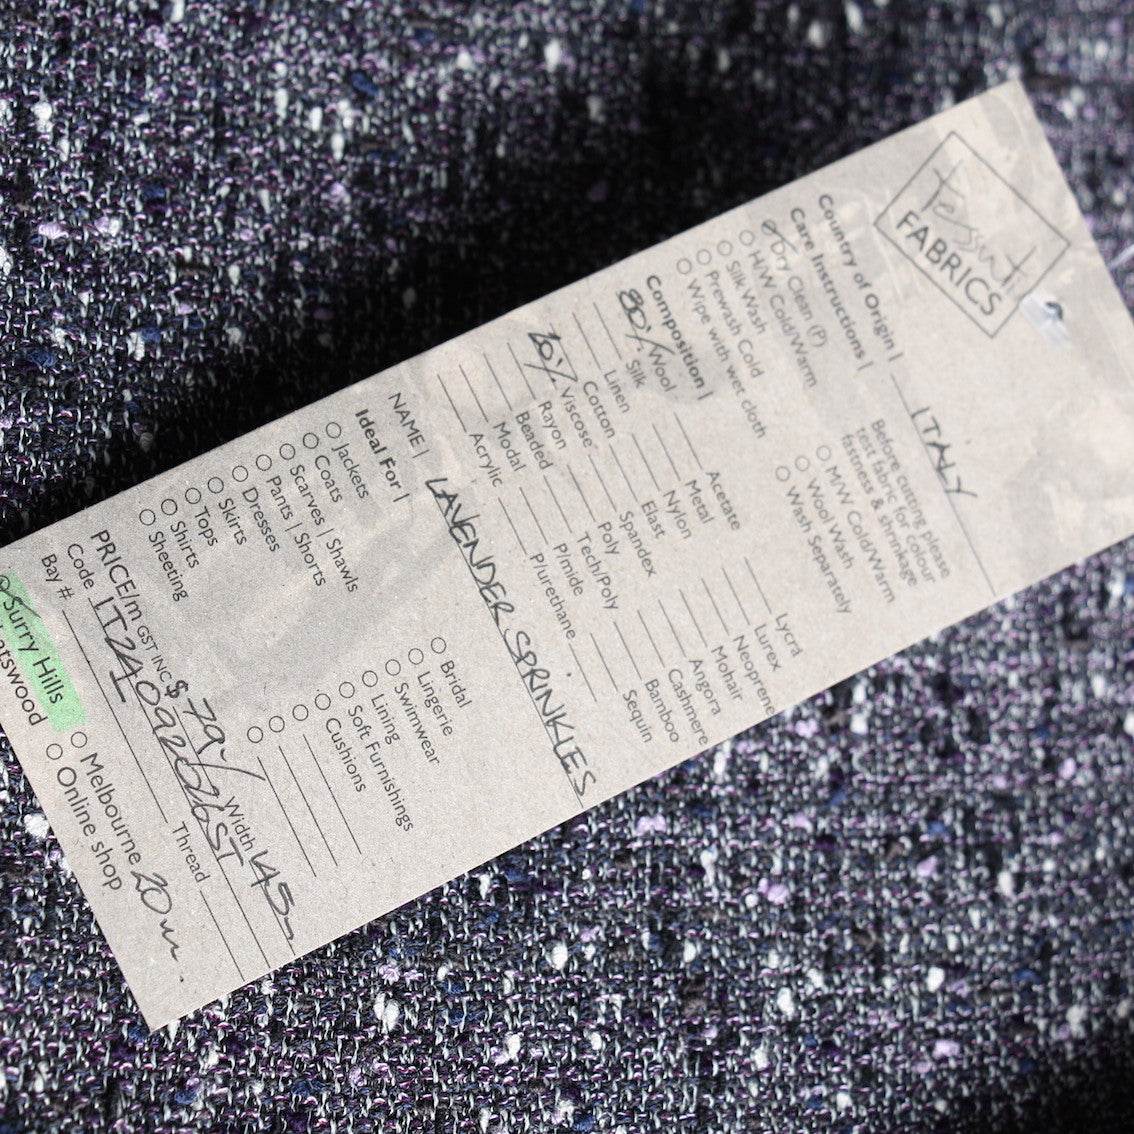 tessuti
FABRICS
Country of Origin | ITALY
Care Instructions | Before cutting please
test fabric for colour
fastness & shrinkage
Dry Clean (P)
H/W Cold/Warm M/W Cold/Warm
Silk Wash Wool Wash
Prewash Cold Wash Separately
Wipe with wet cloth
Composition |
80% Wool Acetate Lycra
Silk Metal Lurex
Linen Nylon Neoprene
Cotton Elast Mohair
20% Viscose Spandex Angora
Rayon Poly Cashmere
Beaded Tech/Poly Bamboo
Modal P/mide Sequin
Acrylic P/urethane
NAME | LAVENDER SPRINKLES
Ideal For |
Jackets Bridal
Coats Lingerie
Scarves | Shawls Swimwear
Pants | Shorts Lining
Dresses Soft Furnishings
Skirts Cushions
Tops
Shirts
Sheeting
PRICE/m GST INC $ 79/ Width 145
Code
Bay # Thread
Surry Hills Melbourne 20m.
Online shop